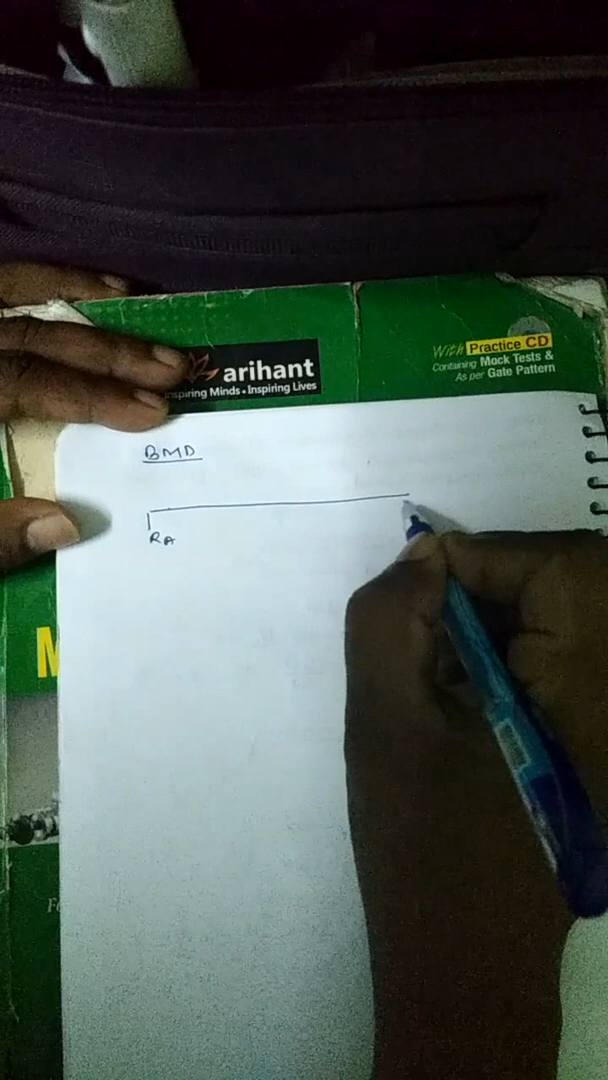 arihant
Inspiring Minds • Inspiring Lives
With Practice CD
Containing Mock Tests &
As per Gate Pattern
BMD
RA
M